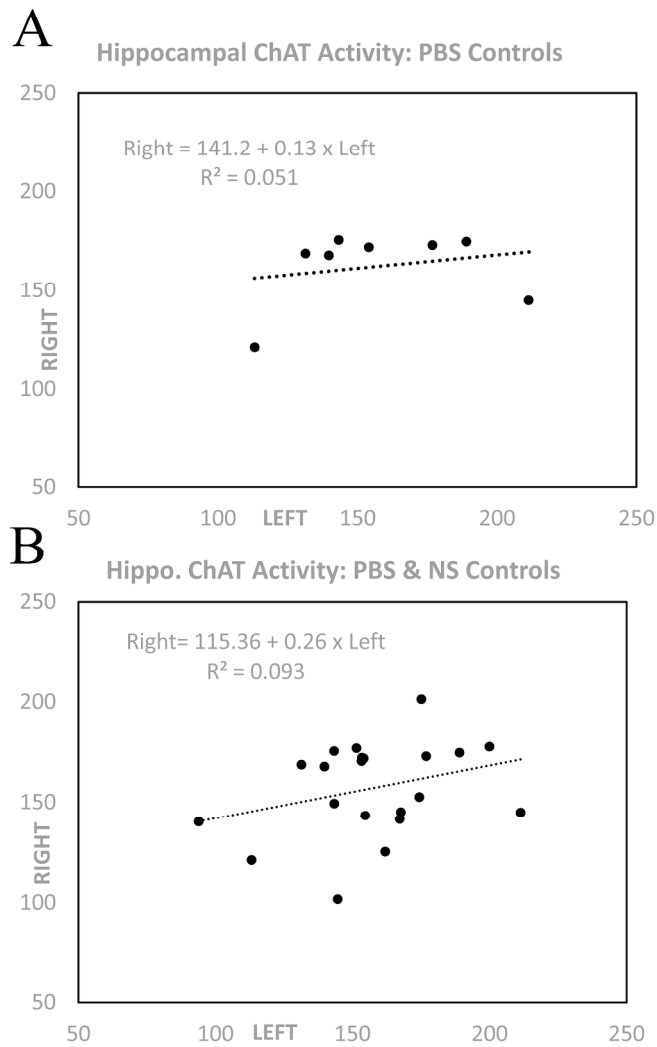 A
Hippocampal ChAT Activity: PBS Controls
250
Right = 141.2 + 0.13 x Left
R² = 0.051
200
150
RIGHT
100
50
50 100 LEFT 150 200 250
B
Hippo. ChAT Activity: PBS & NS Controls
250
Right= 115.36 + 0.26 x Left
R² = 0.093
200
150
RIGHT
100
50
50 100 LEFT 150 200 250